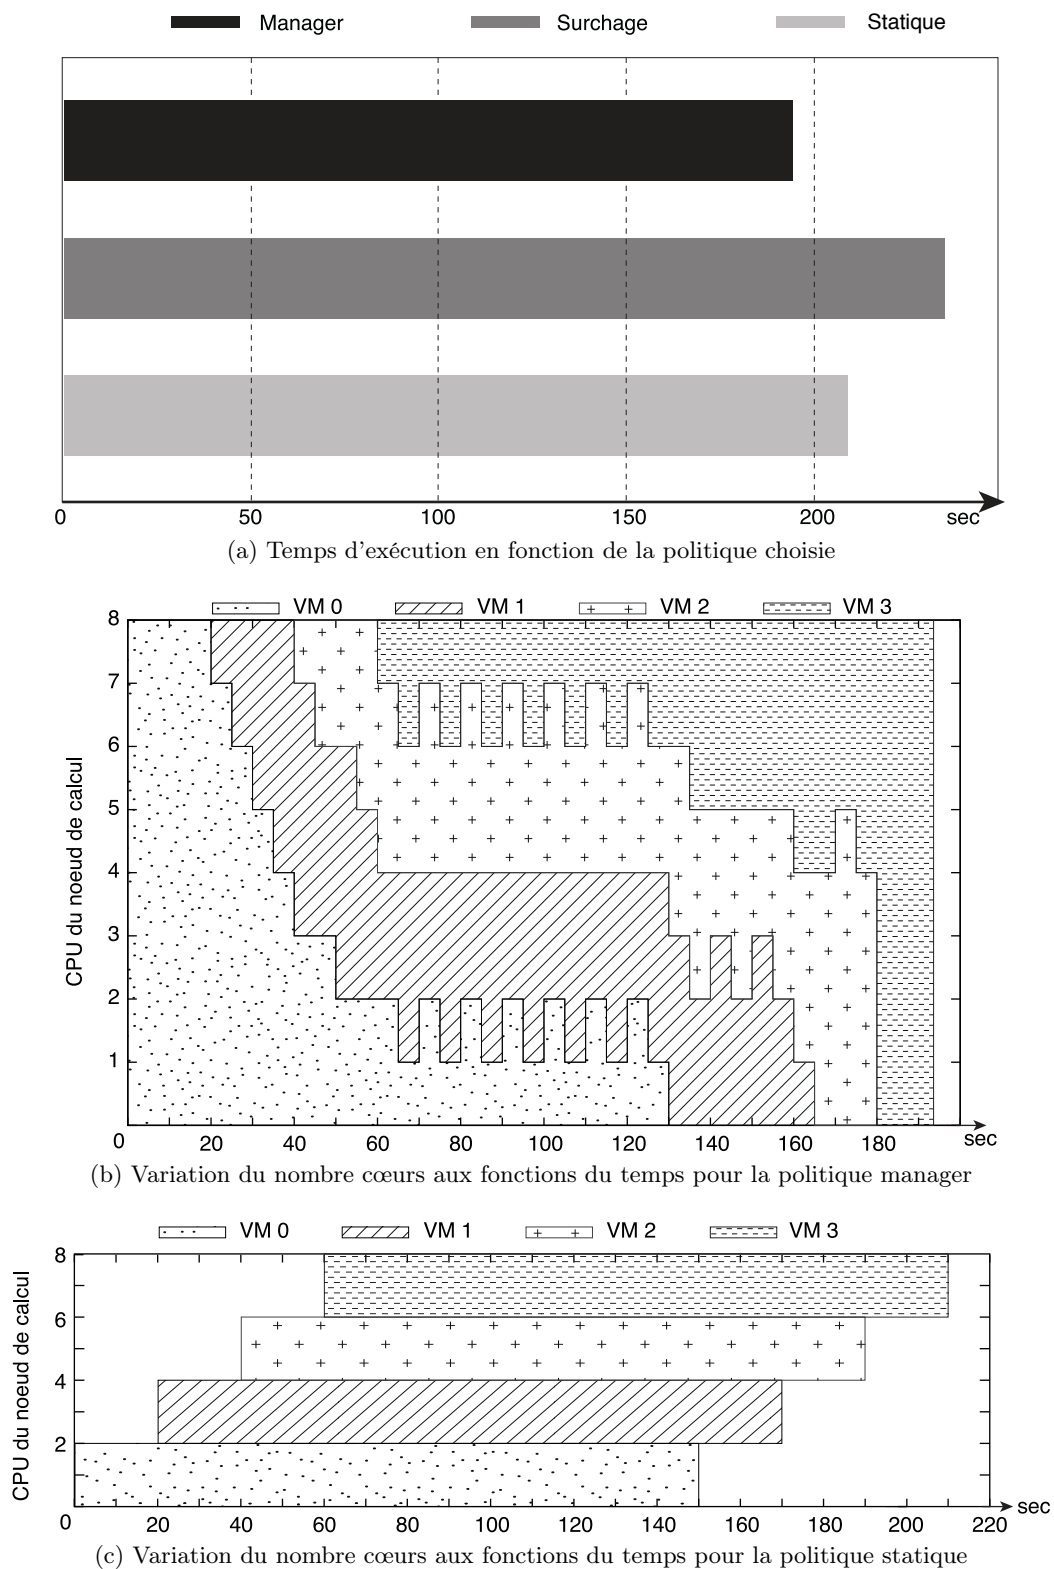 Manager Surchage Statique
0 50 100 150 200 sec
(a) Temps d'exécution en fonction de la politique choisie
VM 0 VM 1 VM 2 VM 3
8
7
6
5
4
3
2
1
CPU du noeud de calcul
0 20 40 60 80 100 120 140 160 180 sec
(b) Variation du nombre cœurs aux fonctions du temps pour la politique manager
VM 0 VM 1 VM 2 VM 3
8
6
4
2
CPU du noeud de calcul
0 20 40 60 80 100 120 140 160 180 200 220 sec
(c) Variation du nombre cœurs aux fonctions du temps pour la politique statique